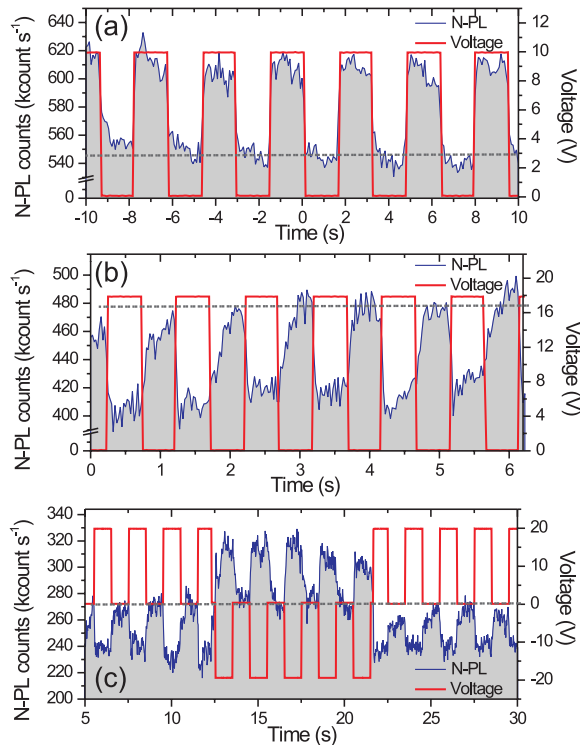 (a)
N-PL
Voltage
N-PL counts (kcount s⁻¹)
640
620
600
580
560
540
0
12
10
8
6
4
2
0
Voltage (V)
-10 -8 -6 -4 -2 0 2 4 6 8 10
Time (s)
(b)
N-PL
Voltage
N-PL counts (kcount s⁻¹)
500
480
460
440
420
400
0
20
16
12
8
4
0
Voltage (V)
0 1 2 3 4 5 6
Time (s)
(c)
N-PL
Voltage
N-PL counts (kcount s⁻¹)
340
320
300
280
260
240
220
200
20
10
0
-10
-20
Voltage (V)
5 10 15 20 25 30
Time (s)